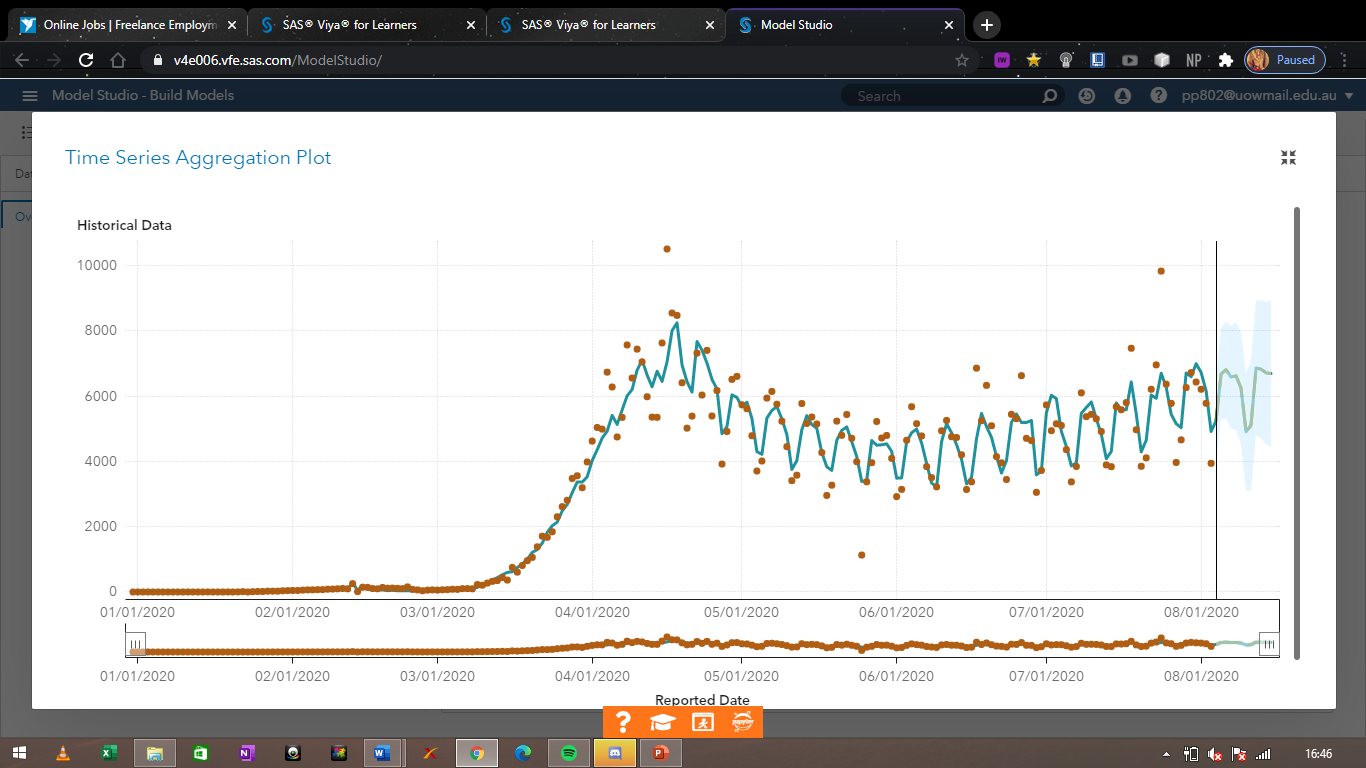 Online Jobs | Freelance Employm
SAS® Viya® for Learners
SAS® Viya® for Learners
Model Studio
v4e006.vfe.sas.com/ModelStudio/
NP
Paused
Model Studio - Build Models
Search
pp802@uowmail.edu.au
Dat
Ov
Time Series Aggregation Plot
Historical Data
10000
8000
6000
4000
2000
0
01/01/2020 02/01/2020 03/01/2020 04/01/2020 05/01/2020 06/01/2020 07/01/2020 08/01/2020
01/01/2020 02/01/2020 03/01/2020 04/01/2020 05/01/2020 06/01/2020 07/01/2020 08/01/2020
Reported Date
?
jupyter
16:46